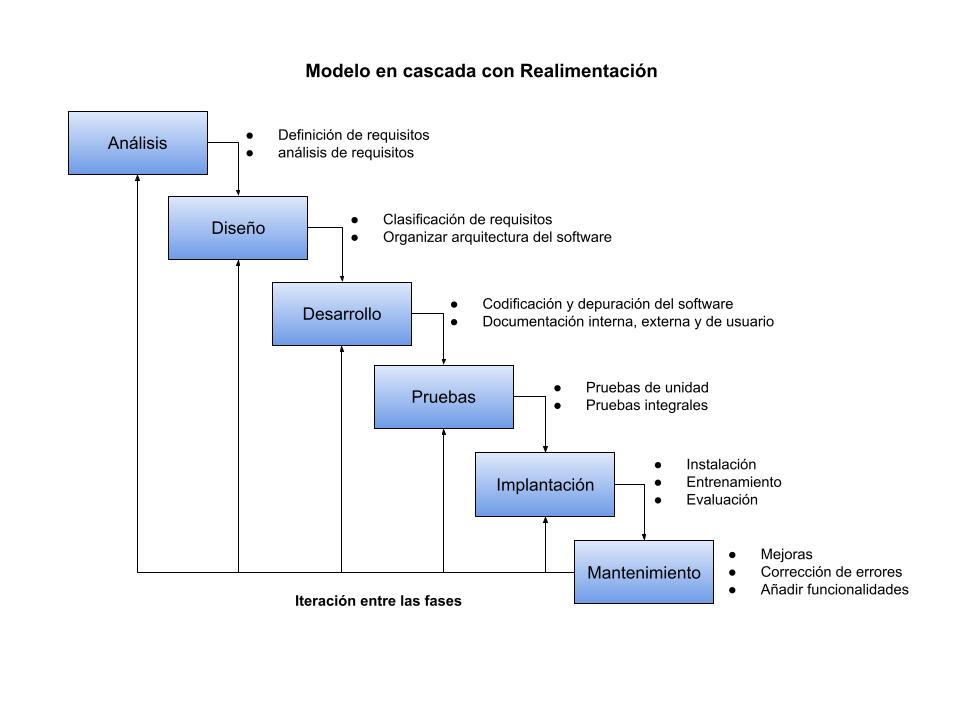 Modelo en cascada con Realimentación
Análisis
● Definición de requisitos
● análisis de requisitos
Diseño
● Clasificación de requisitos
● Organizar arquitectura del software
Desarrollo
● Codificación y depuración del software
● Documentación interna, externa y de usuario
Pruebas
● Pruebas de unidad
● Pruebas integrales
Implantación
● Instalación
● Entrenamiento
● Evaluación
Mantenimiento
● Mejoras
● Corrección de errores
● Añadir funcionalidades
Iteración entre las fases